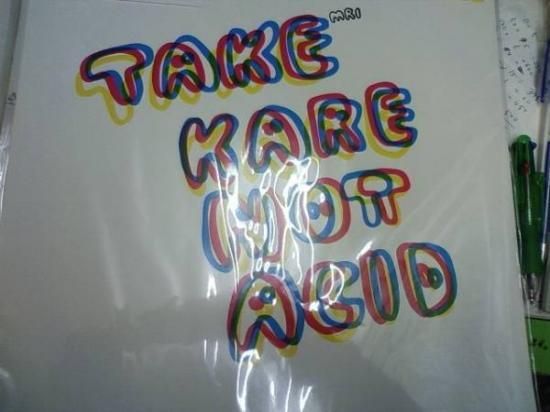 TAKE MRI
KARE
NOT
ACID